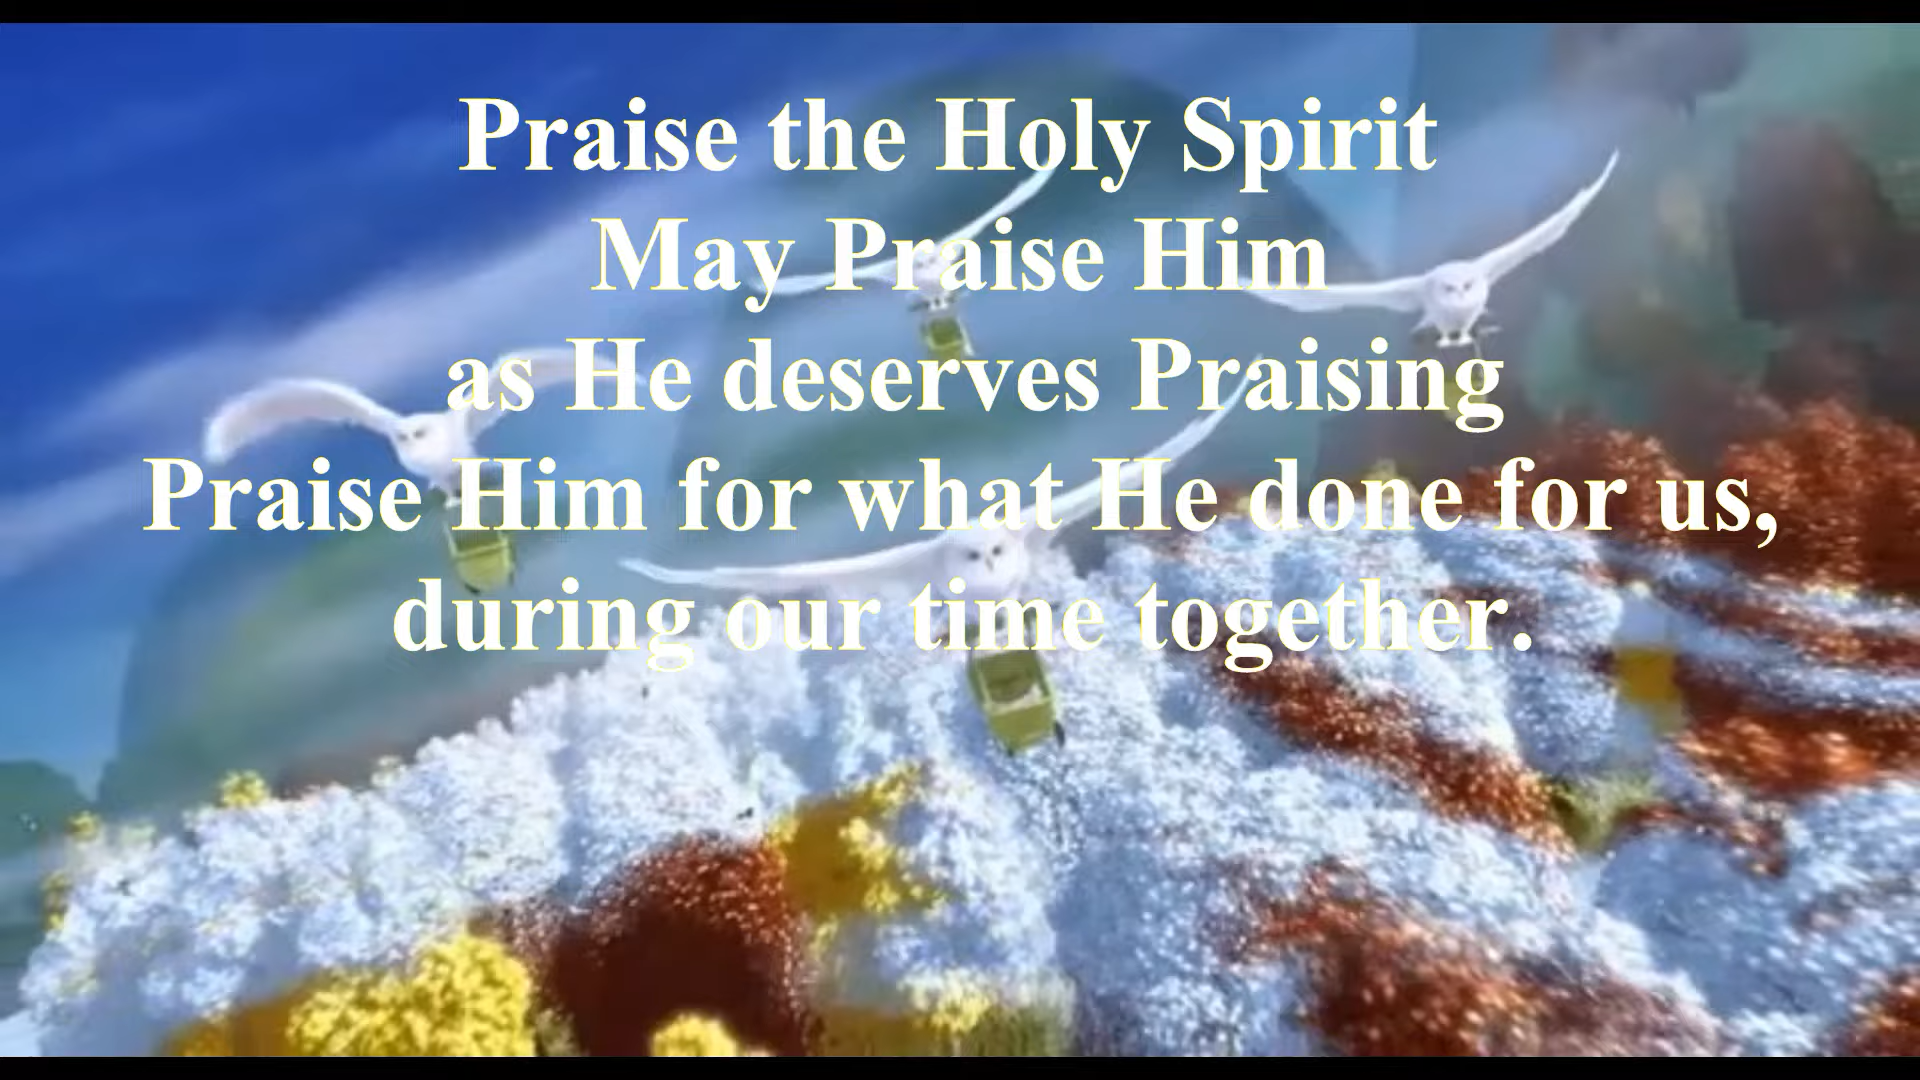 Praise the Holy Spirit
May Praise Him
as He deserves Praising
Praise Him for what He done for us,
during our time together.